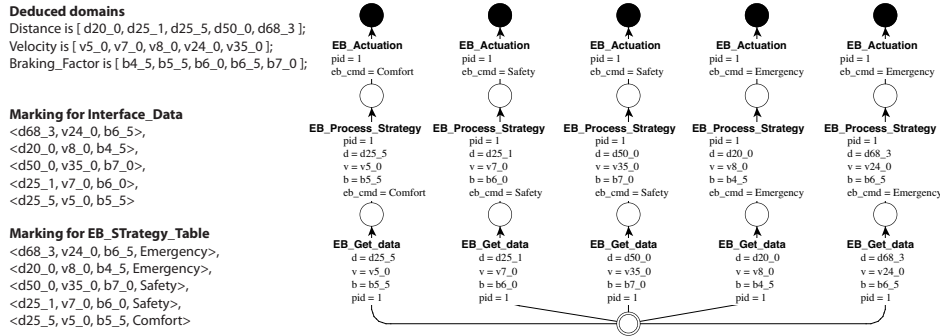 Deduced domains
Distance is [ d20_0, d25_1, d25_5, d50_0, d68_3 ];
Velocity is [ v5_0, v7_0, v8_0, v24_0, v35_0 ];
Braking_Factor is [ b4_5, b5_5, b6_0, b6_5, b7_0 ];
Marking for Interface_Data
<d68_3, v24_0, b6_5>,
<d20_0, v8_0, b4_5>,
<d50_0, v35_0, b7_0>,
<d25_1, v7_0, b6_0>,
<d25_5, v5_0, b5_5>
Marking for EB_STrategy_Table
<d68_3, v24_0, b6_5, Emergency>,
<d20_0, v8_0, b4_5, Emergency>,
<d50_0, v35_0, b7_0, Safety>,
<d25_1, v7_0, b6_0, Safety>,
<d25_5, v5_0, b5_5, Comfort>
EB_Actuation
pid = 1
eb_cmd = Comfort
EB_Process_Strategy
pid = 1
d = d25_5
v = v5_0
b = b5_5
eb_cmd = Comfort
EB_Get_data
d = d25_5
v = v5_0
b = b5_5
pid = 1
EB_Actuation
pid = 1
eb_cmd = Safety
EB_Process_Strategy
pid = 1
d = d25_1
v = v7_0
b = b6_0
eb_cmd = Safety
EB_Get_data
d = d25_1
v = v7_0
b = b6_0
pid = 1
EB_Actuation
pid = 1
eb_cmd = Safety
EB_Process_Strategy
pid = 1
d = d50_0
v = v35_0
b = b7_0
eb_cmd = Safety
EB_Get_data
d = d50_0
v = v35_0
b = b7_0
pid = 1
EB_Actuation
pid = 1
eb_cmd = Emergency
EB_Process_Strategy
pid = 1
d = d20_0
v = v8_0
b = b4_5
eb_cmd = Emergency
EB_Get_data
d = d20_0
v = v8_0
b = b4_5
pid = 1
EB_Actuation
pid = 1
eb_cmd = Emergency
EB_Process_Strategy
pid = 1
d = d68_3
v = v24_0
b = b6_5
eb_cmd = Emergency
EB_Get_data
d = d68_3
v = v24_0
b = b6_5
pid = 1